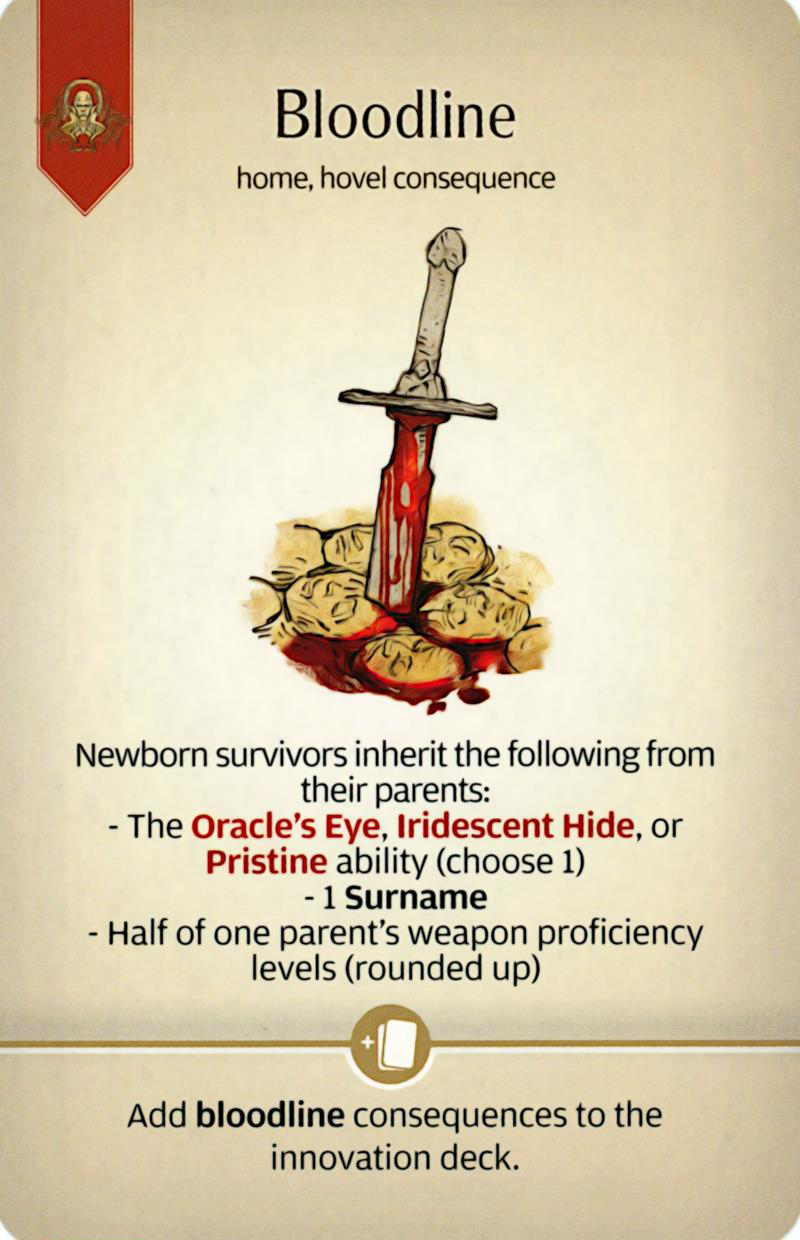 Bloodline
home, hovel consequence
Newborn survivors inherit the following from
their parents:
- The Oracle's Eye, Iridescent Hide, or
Pristine ability (choose 1)
- 1 Surname
- Half of one parent's weapon proficiency
levels (rounded up)
+
Add bloodline consequences to the
innovation deck.